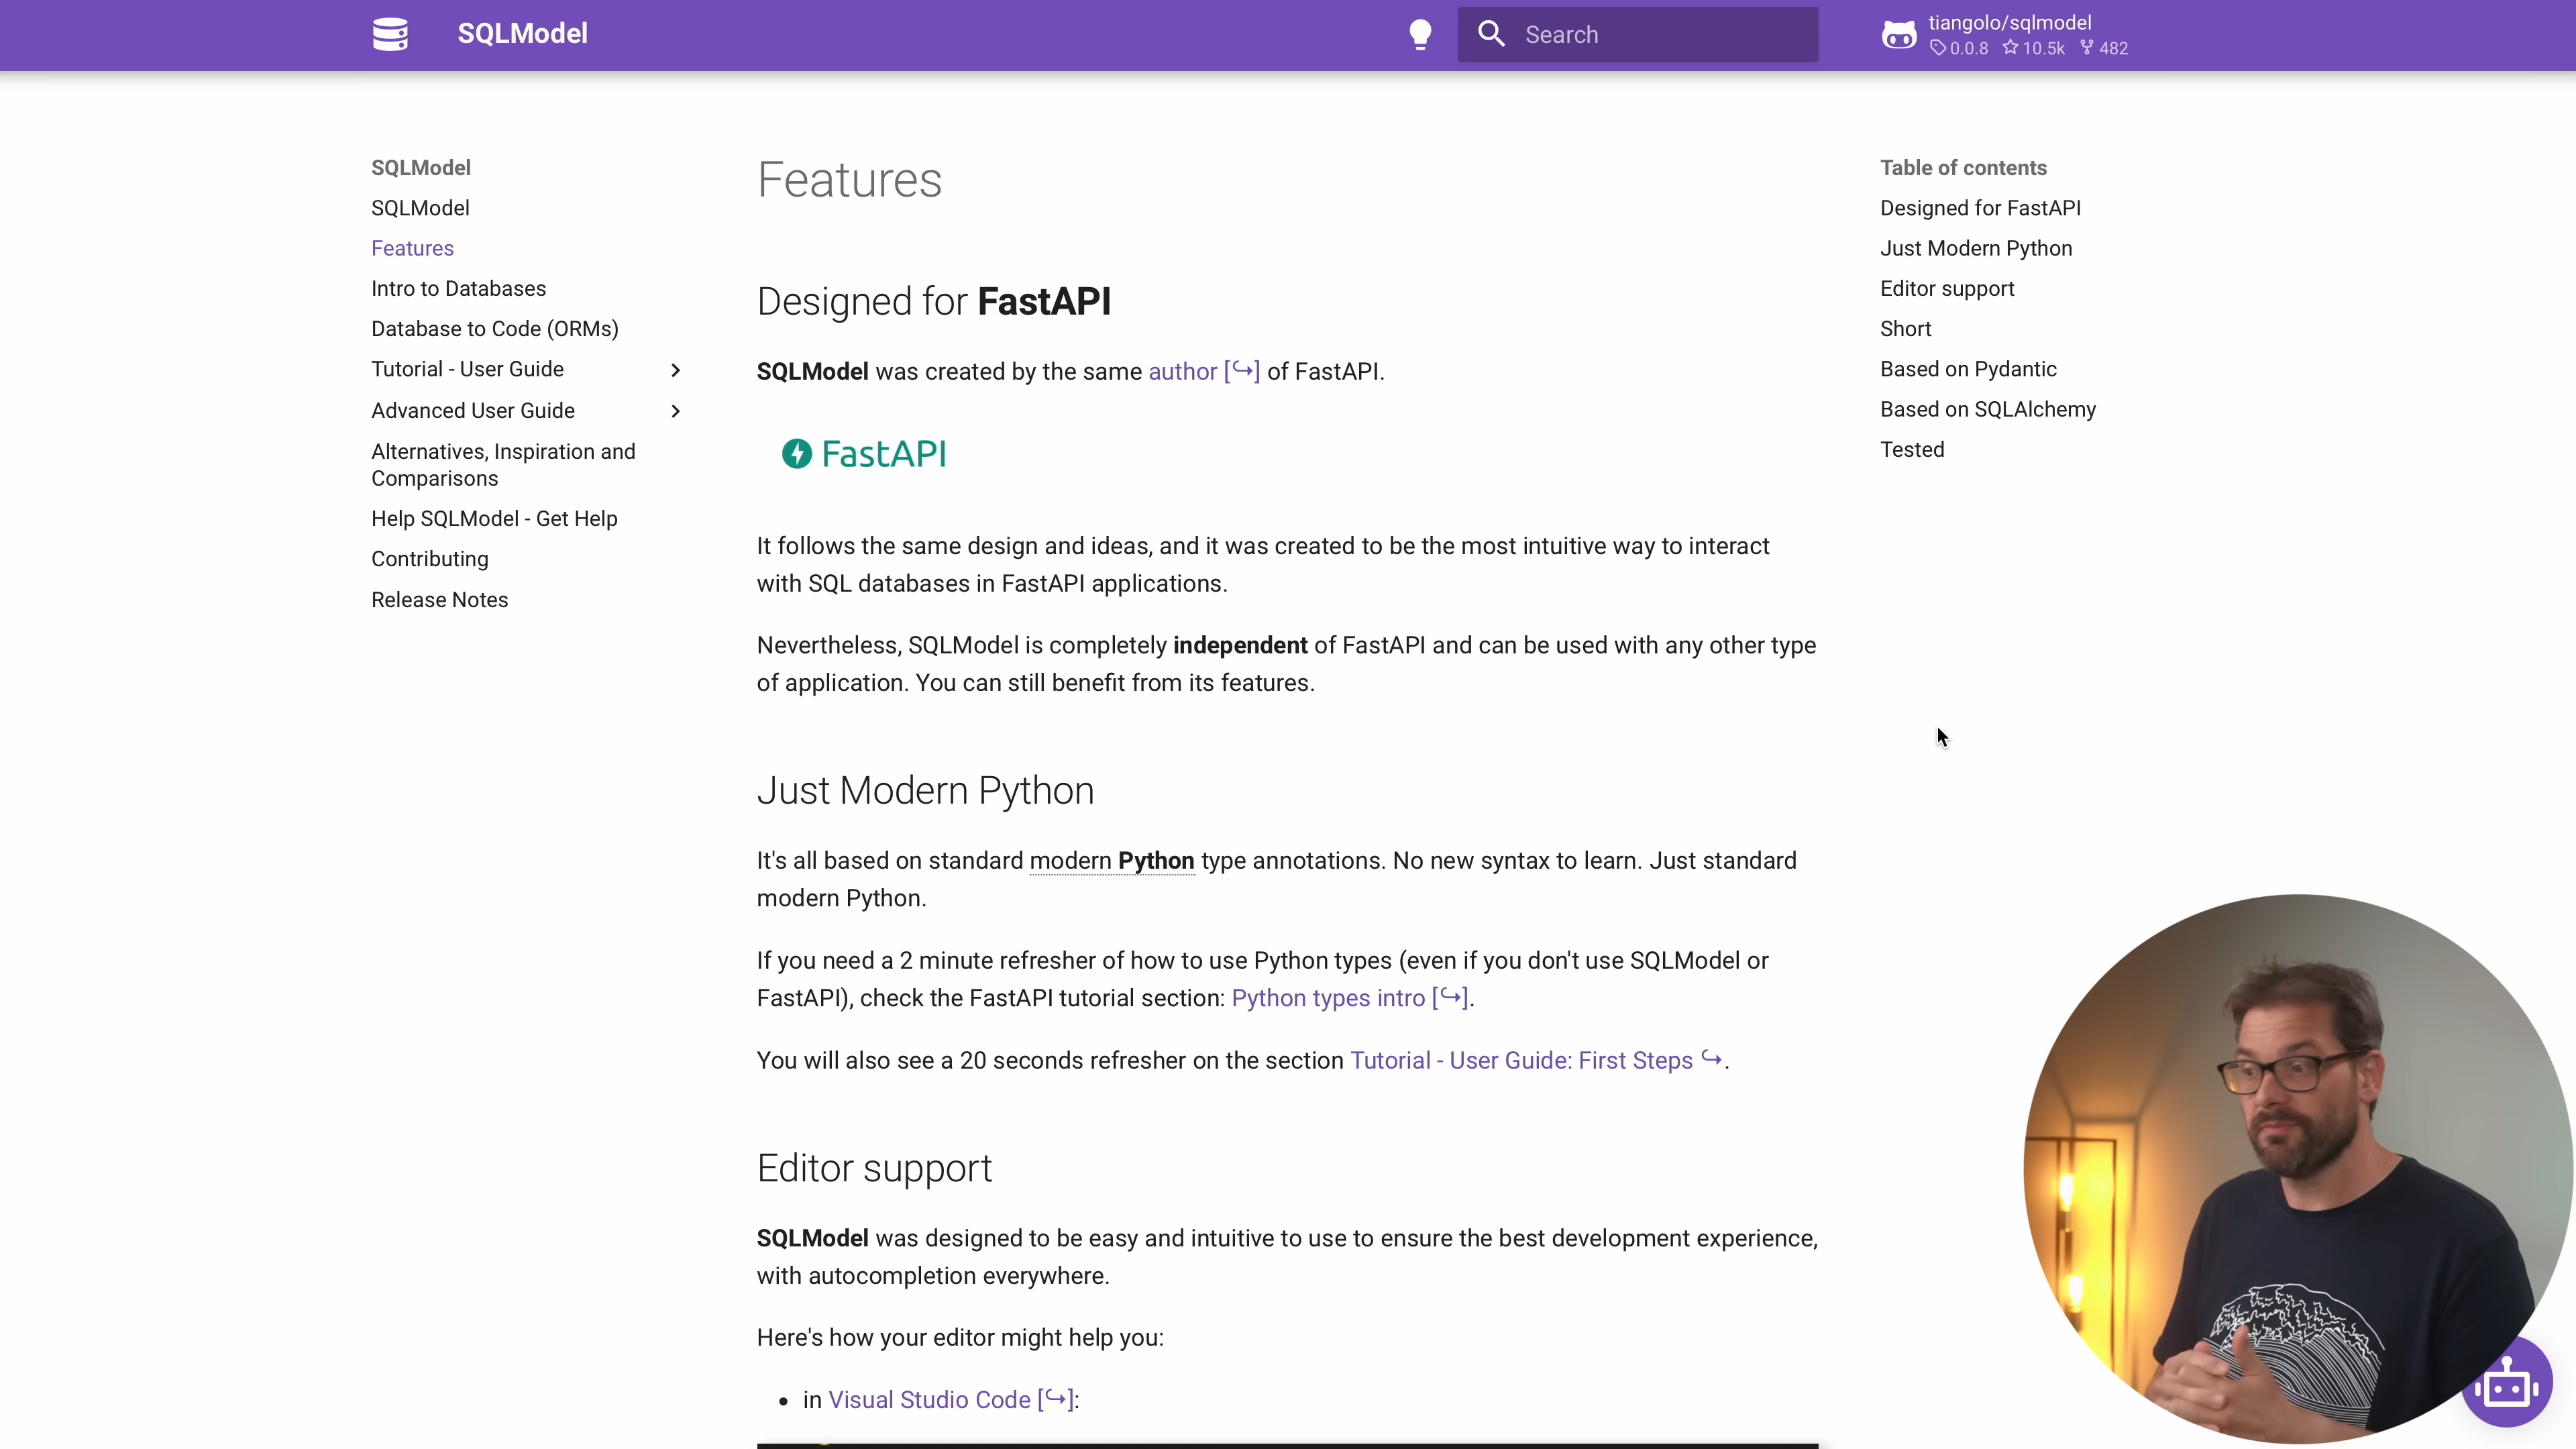 SQLModel
Search
tiangolo/sqlmodel
0.0.8 10.5k 482
SQLModel
SQLModel
Features
Intro to Databases
Database to Code (ORMs)
Tutorial - User Guide
Advanced User Guide
Alternatives, Inspiration and
Comparisons
Help SQLModel - Get Help
Contributing
Release Notes
Features
Designed for FastAPI
SQLModel was created by the same author [↪] of FastAPI.
FastAPI
It follows the same design and ideas, and it was created to be the most intuitive way to interact
with SQL databases in FastAPI applications.
Nevertheless, SQLModel is completely independent of FastAPI and can be used with any other type
of application. You can still benefit from its features.
Just Modern Python
It's all based on standard modern Python type annotations. No new syntax to learn. Just standard
modern Python.
If you need a 2 minute refresher of how to use Python types (even if you don't use SQLModel or
FastAPI), check the FastAPI tutorial section: Python types intro [↪].
You will also see a 20 seconds refresher on the section Tutorial - User Guide: First Steps ↪.
Editor support
SQLModel was designed to be easy and intuitive to use to ensure the best development experience,
with autocompletion everywhere.
Here's how your editor might help you:
• in Visual Studio Code [↪]:
Table of contents
Designed for FastAPI
Just Modern Python
Editor support
Short
Based on Pydantic
Based on SQLAlchemy
Tested